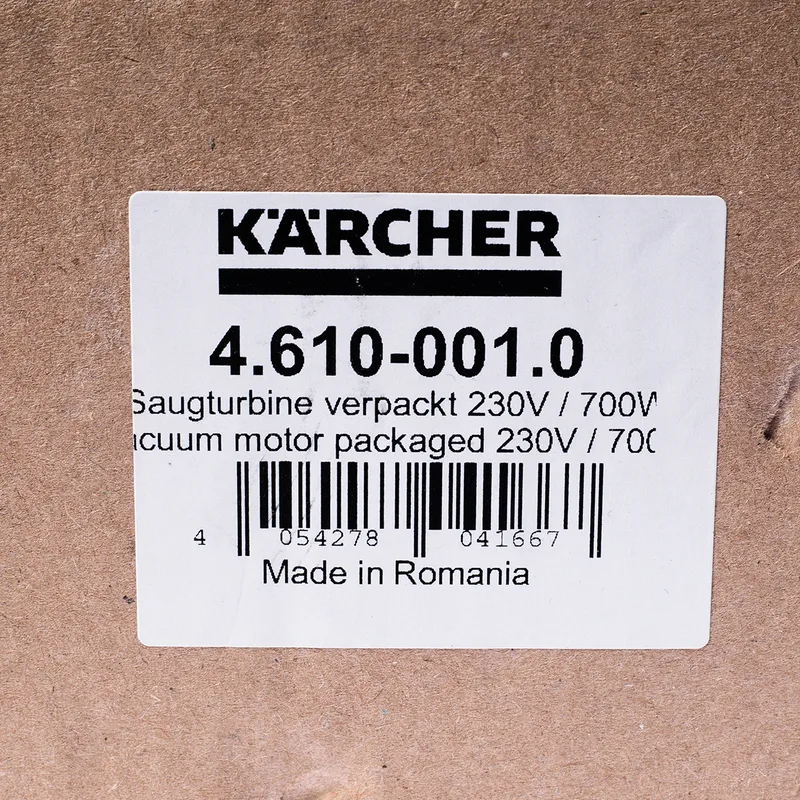 KÄRCHER
4.610-001.0
Saugturbine verpackt 230V / 700W
acuum motor packaged 230V / 700
4 054278 041667
Made in Romania